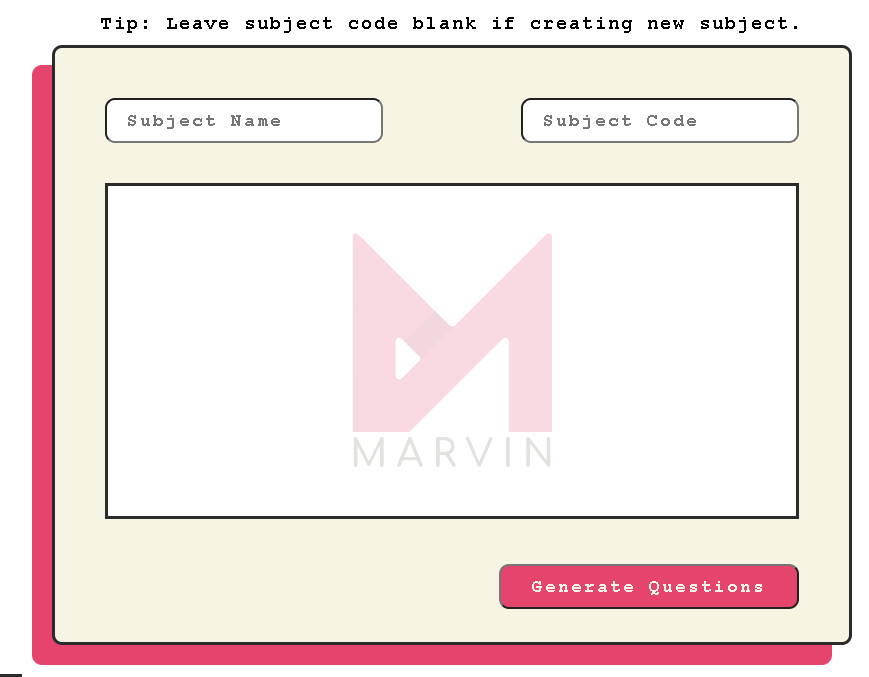 Tip: Leave subject code blank if creating new subject.
Subject Name
Subject Code
MARVIN
Generate Questions